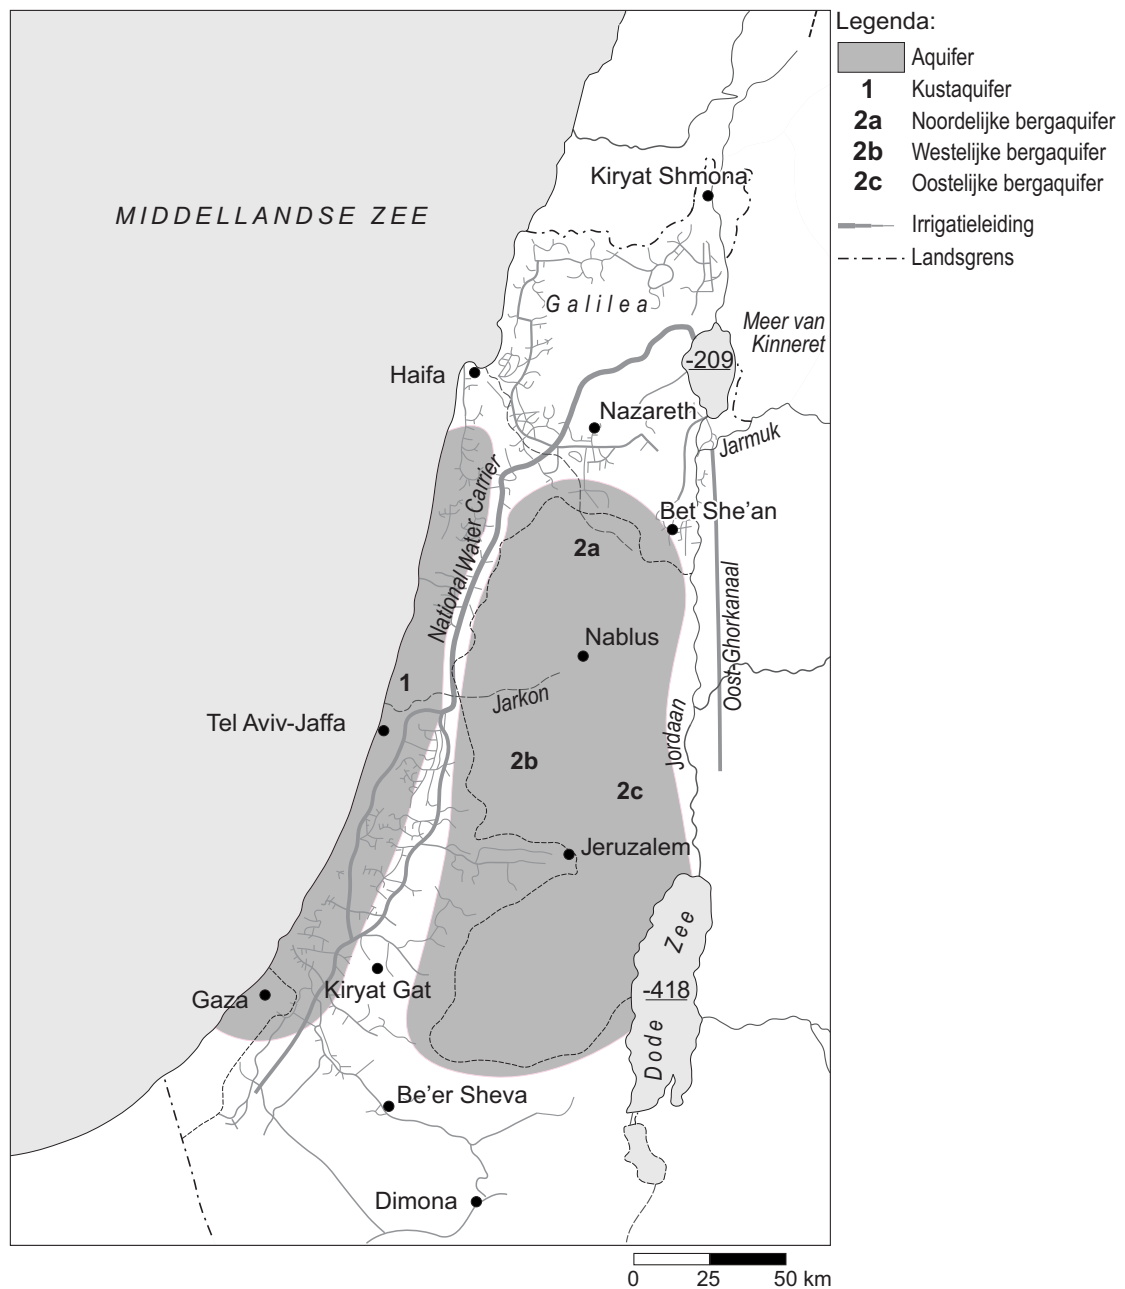 Legenda:
Aquifer
1 Kustaquifer
2a Noordelijke bergaquifer
2b Westelijke bergaquifer
2c Oostelijke bergaquifer
Irrigatieleiding
Landsgrens
Kiryat Shmona
MIDDELLANDSE ZEE
Galilea
Meer van
Kinneret
-209
Haifa
Nazareth
Jarmuk
National Water Carrier
Bet She'an
2a
Oost-Ghorkanaal
Nablus
1
Jarkon
Tel Aviv-Jaffa
Jordaan
2b
2c
Jeruzalem
Dode Zee
-418
Kiryat Gat
Gaza
Be'er Sheva
Dimona
0 25 50 km